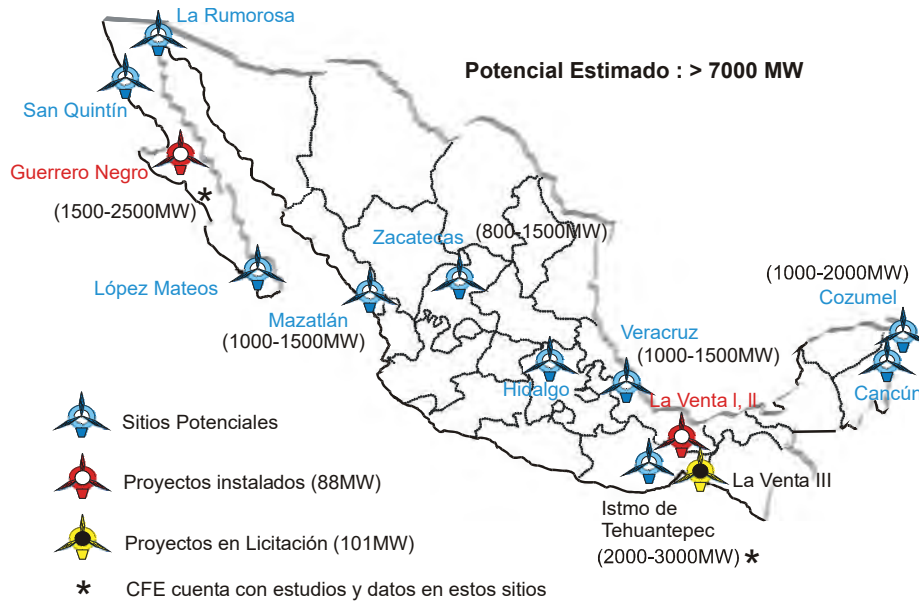 La Rumorosa
Potencial Estimado : > 7000 MW
San Quintín
Guerrero Negro
*
(1500-2500MW)
Zacatecas
(800-1500MW)
López Mateos
Mazatlán
(1000-1500MW)
(1000-2000MW)
Cozumel
Veracruz
(1000-1500MW)
Hidalgo
Cancún
La Venta I, II
Sitios Potenciales
Proyectos instalados (88MW)
La Venta III
Istmo de
Tehuantepec
(2000-3000MW) *
Proyectos en Licitación (101MW)
* CFE cuenta con estudios y datos en estos sitios